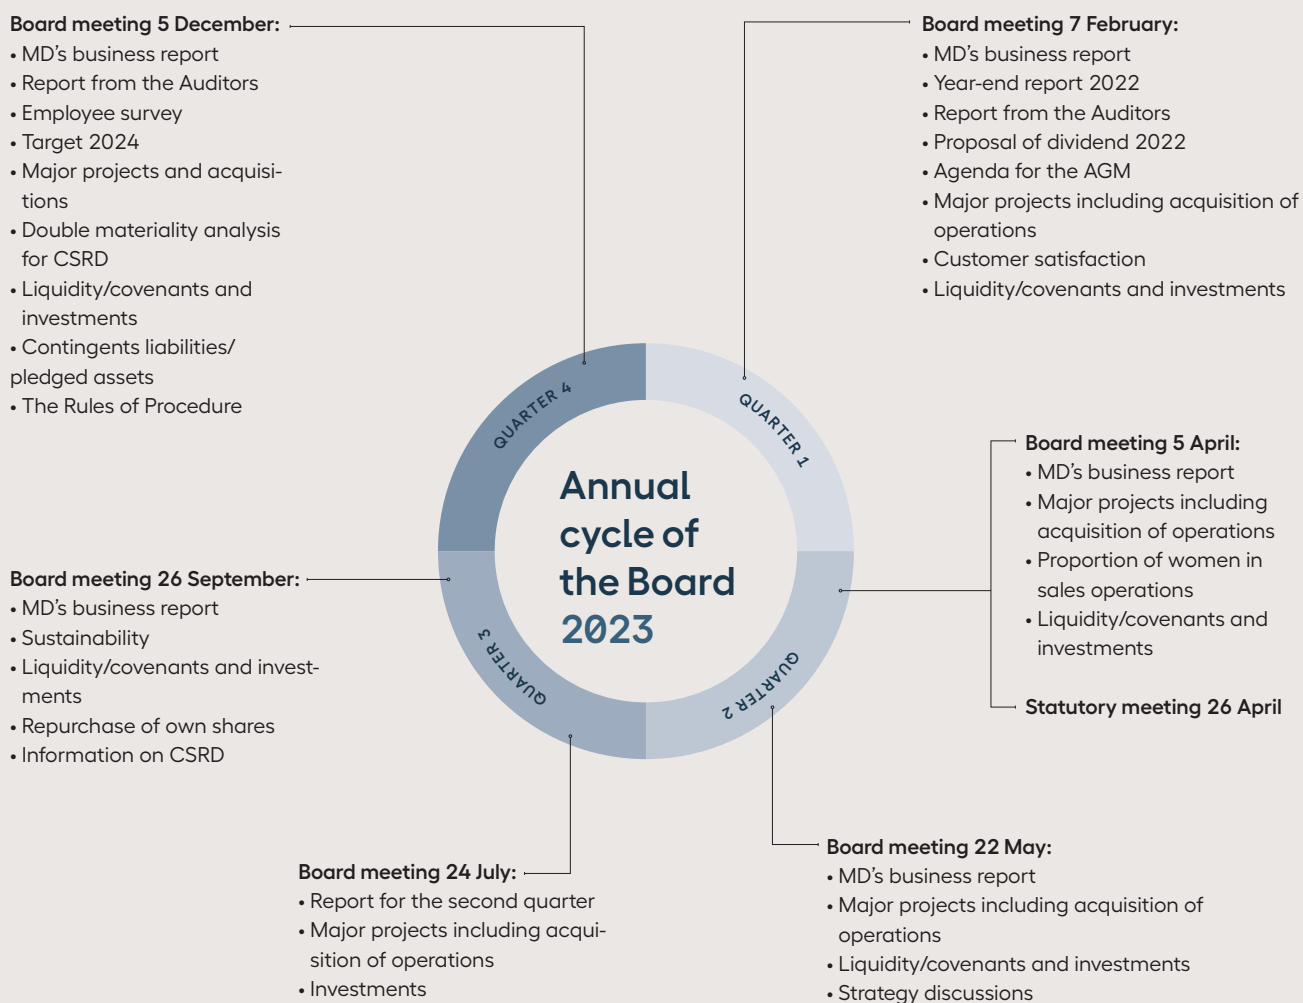 Board meeting 5 December:
• MD's business report
• Report from the Auditors
• Employee survey
• Target 2024
• Major projects and acquisi-
tions
• Double materiality analysis
for CSRD
• Liquidity/covenants and
investments
• Contingents liabilities/
pledged assets
• The Rules of Procedure
Board meeting 7 February:
• MD's business report
• Year-end report 2022
• Report from the Auditors
• Proposal of dividend 2022
• Agenda for the AGM
• Major projects including acquisition of
operations
• Customer satisfaction
• Liquidity/covenants and investments
QUARTER 4
QUARTER 1
Annual
cycle of
the Board
2023
QUARTER 3
QUARTER 2
Board meeting 5 April:
• MD's business report
• Major projects including
acquisition of operations
• Proportion of women in
sales operations
• Liquidity/covenants and
investments
Statutory meeting 26 April
Board meeting 26 September:
• MD's business report
• Sustainability
• Liquidity/covenants and invest-
ments
• Repurchase of own shares
• Information on CSRD
Board meeting 24 July:
• Report for the second quarter
• Major projects including acqui-
sition of operations
• Investments
Board meeting 22 May:
• MD's business report
• Major projects including acquisition of
operations
• Liquidity/covenants and investments
• Strategy discussions